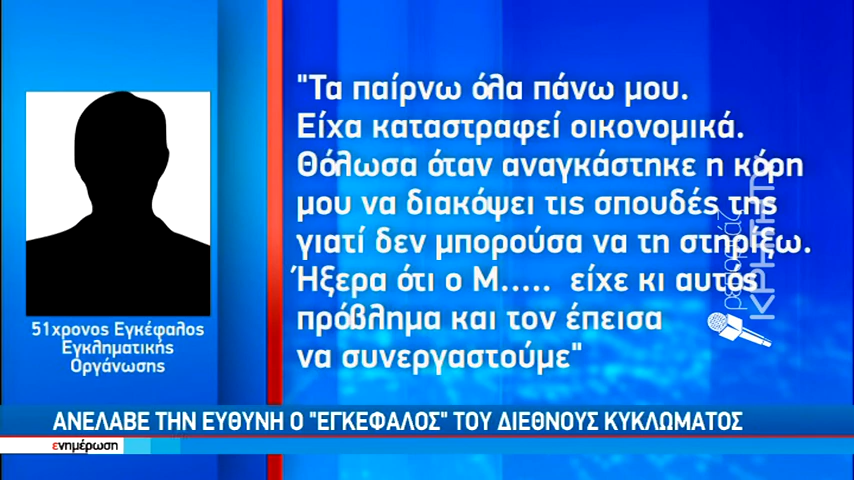 "Τα παίρνω όλα πάνω μου.
Είχα καταστραφεί οικονομικά.
Θόλωσα όταν αναγκάστηκε η κόρη
μου να διακόψει τις σπουδές της
γιατί δεν μπορούσα να τη στηρίξω.
Ήξερα ότι ο Μ..... είχε κι αυτός
πρόβλημα και τον έπεισα
να συνεργαστούμε"
ρεπορτάζ
ΚΡΗΤΗ TV
51χρονος Εγκέφαλος
Εγκληματικής
Οργάνωσης
ΑΝΕΛΑΒΕ ΤΗΝ ΕΥΘΥΝΗ Ο "ΕΓΚΕΦΑΛΟΣ" ΤΟΥ ΔΙΕΘΝΟΥΣ ΚΥΚΛΩΜΑΤΟΣ
ενημέρωση